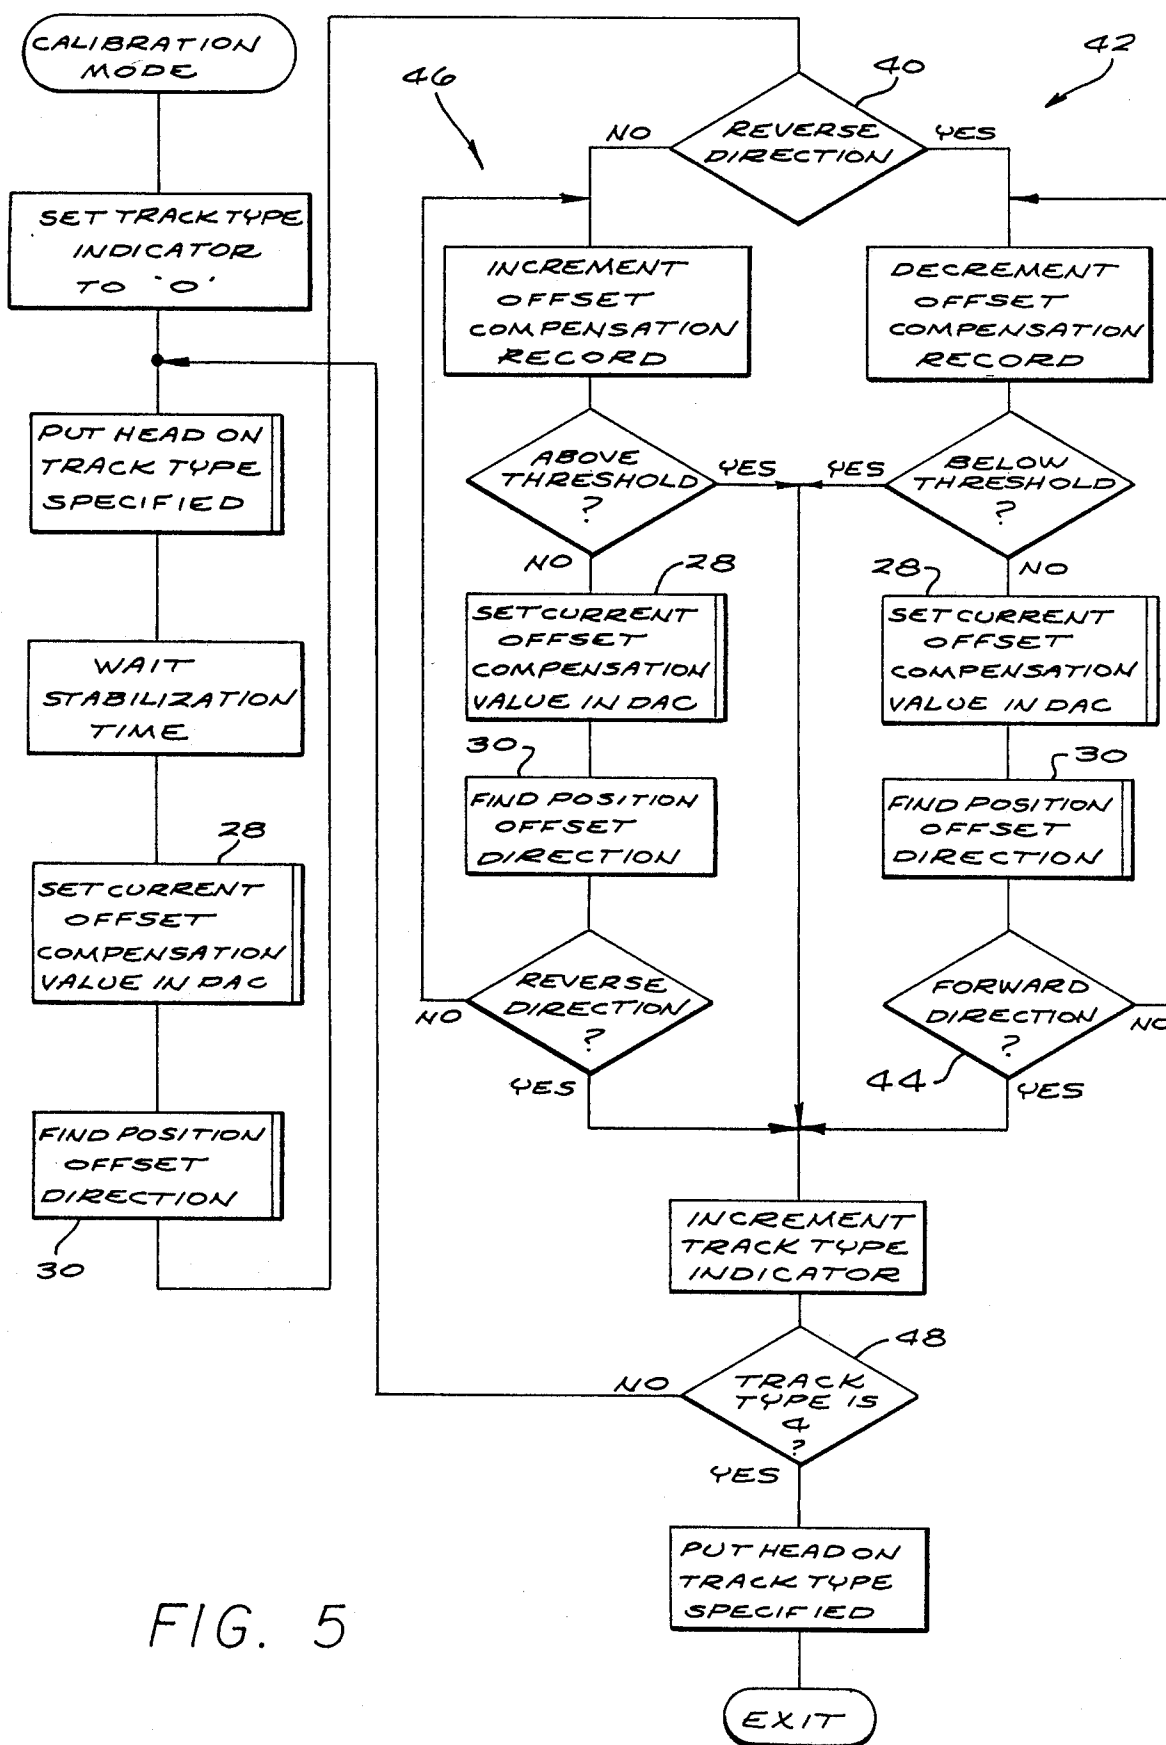 CALIBRATION
MODE
SET TRACK TYPE
INDICATOR
TO '0'
PUT HEAD ON
TRACK TYPE
SPECIFIED
WAIT
STABILIZATION
TIME
28
SET CURRENT
OFFSET
COMPENSATION
VALUE IN DAC
FIND POSITION
OFFSET
DIRECTION
30
46
40
42
REVERSE
DIRECTION
NO
YES
INCREMENT
OFFSET
COMPENSATION
RECORD
DECREMENT
OFFSET
COMPENSATION
RECORD
ABOVE
THRESHOLD
?
YES
YES
BELOW
THRESHOLD
?
NO
28
SET CURRENT
OFFSET
COMPENSATION
VALUE IN DAC
28
NO
SET CURRENT
OFFSET
COMPENSATION
VALUE IN DAC
30
FIND POSITION
OFFSET
DIRECTION
30
FIND POSITION
OFFSET
DIRECTION
REVERSE
DIRECTION
?
NO
YES
FORWARD
DIRECTION
?
NO
44
YES
INCREMENT
TRACK TYPE
INDICATOR
48
TRACK
TYPE IS
4
?
NO
YES
PUT HEAD ON
TRACK TYPE
SPECIFIED
EXIT
FIG. 5